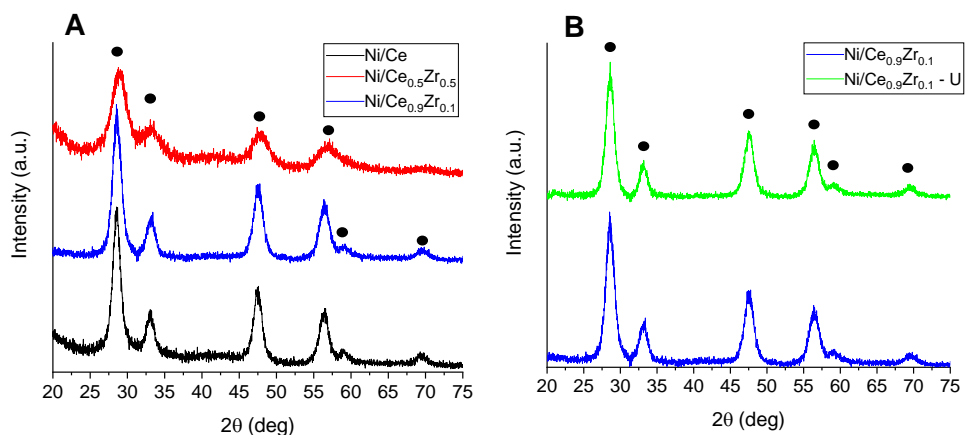 A
Ni/Ce
Ni/Ce0.5Zr0.5
Ni/Ce0.9Zr0.1
Intensity (a.u.)
20 25 30 35 40 45 50 55 60 65 70 75
2θ (deg)
B
Ni/Ce0.9Zr0.1
Ni/Ce0.9Zr0.1 - U
Intensity (a.u.)
20 25 30 35 40 45 50 55 60 65 70 75
2θ (deg)